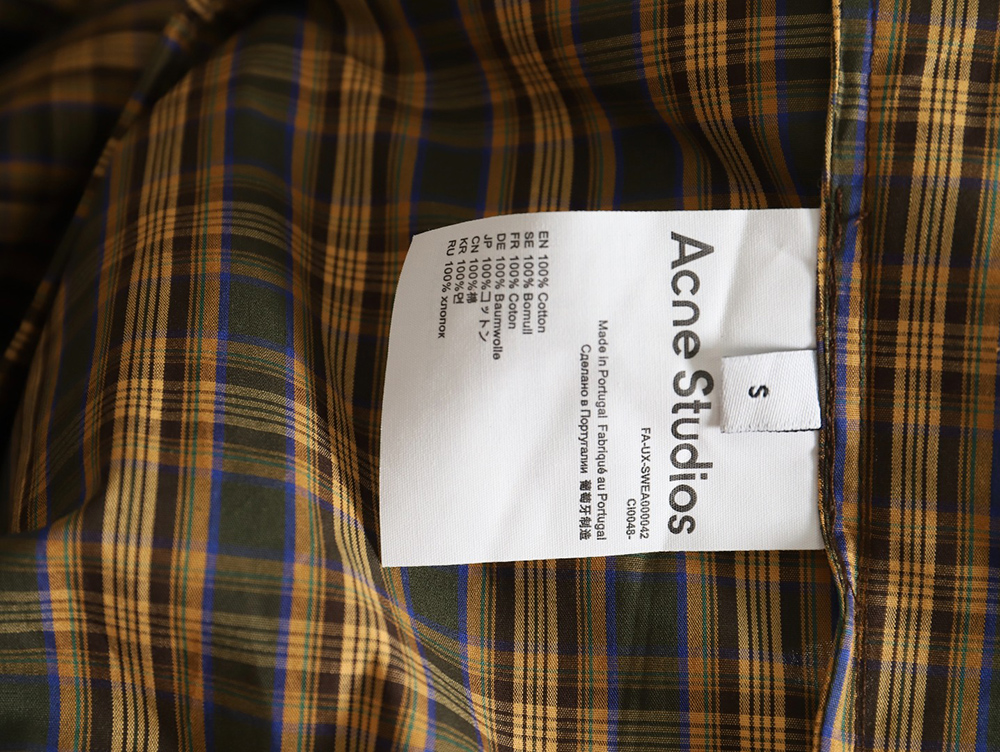 Acne Studios
S
FA-UX-SWEA000042
CI0048-
Made in Portugal Fabriqué au Portugal
Сделано в Португалии 葡萄牙制造
EN 100% Cotton
SE 100% Bomull
FR 100% Coton
DE 100% Baumwolle
JP 100%コットン
CN 100%棉
KR 100%면
RU 100% хлопок